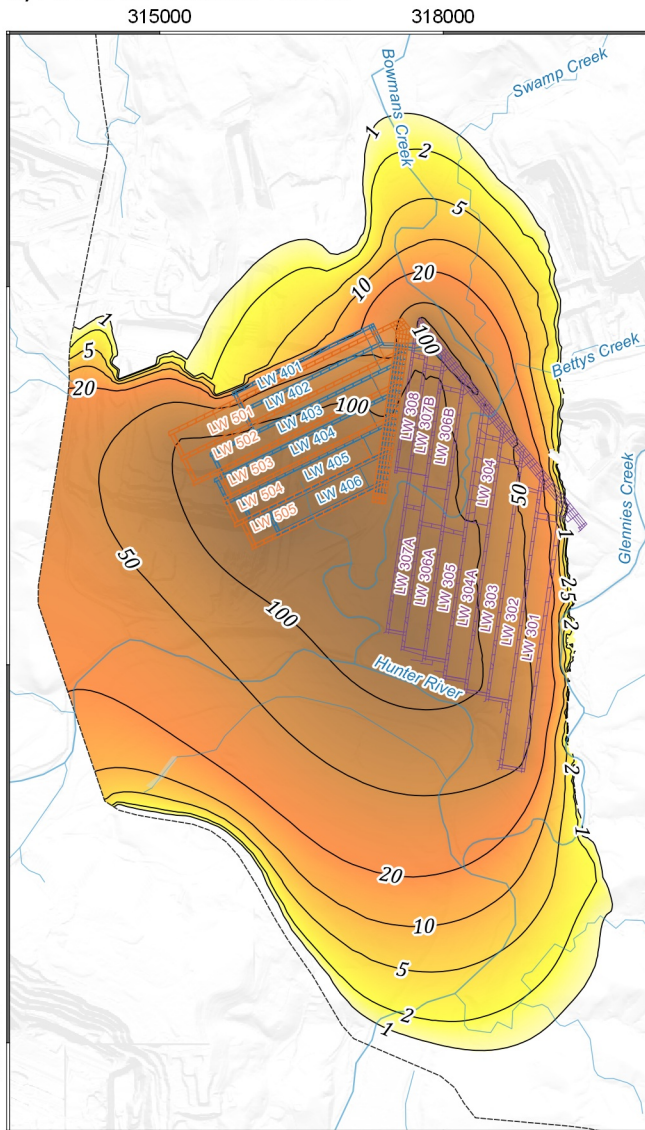 315000
318000
Bowmans Creek
Swamp Creek
1
2
5
20
10
1
5
20
100
Bettys Creek
LW 401
LW 402
LW 403
LW 404
LW 405
LW 406
LW 501
LW 502
LW 503
LW 504
LW 505
100
LW 308
LW 307B
LW 306B
LW 304
50
Glennies Creek
1
2
5
2
LW 307A
LW 306A
LW 305
LW 304A
LW 303
LW 302
LW 301
50
100
Hunter River
2
1
20
10
5
2
1